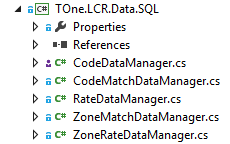 C# TOne.LCR.Data.SQL
Properties
References
C# CodeDataManager.cs
C# CodeMatchDataManager.cs
C# RateDataManager.cs
C# ZoneMatchDataManager.cs
C# ZoneRateDataManager.cs